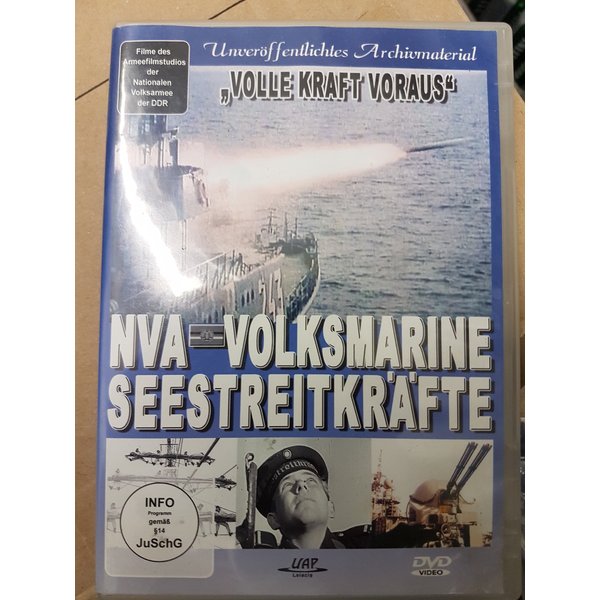 Filme des
Armeefilmstudios
der
Nationalen
Volksarmee
der DDR
Unveröffentlichtes Archivmaterial
„VOLLE KRAFT VORAUS“
NVA VOLKSMARINE
SEESTREITKRÄFTE
INFO
Programm
gemäß
§14
JuSchG
UAP
Leipzig
DVD
VIDEO